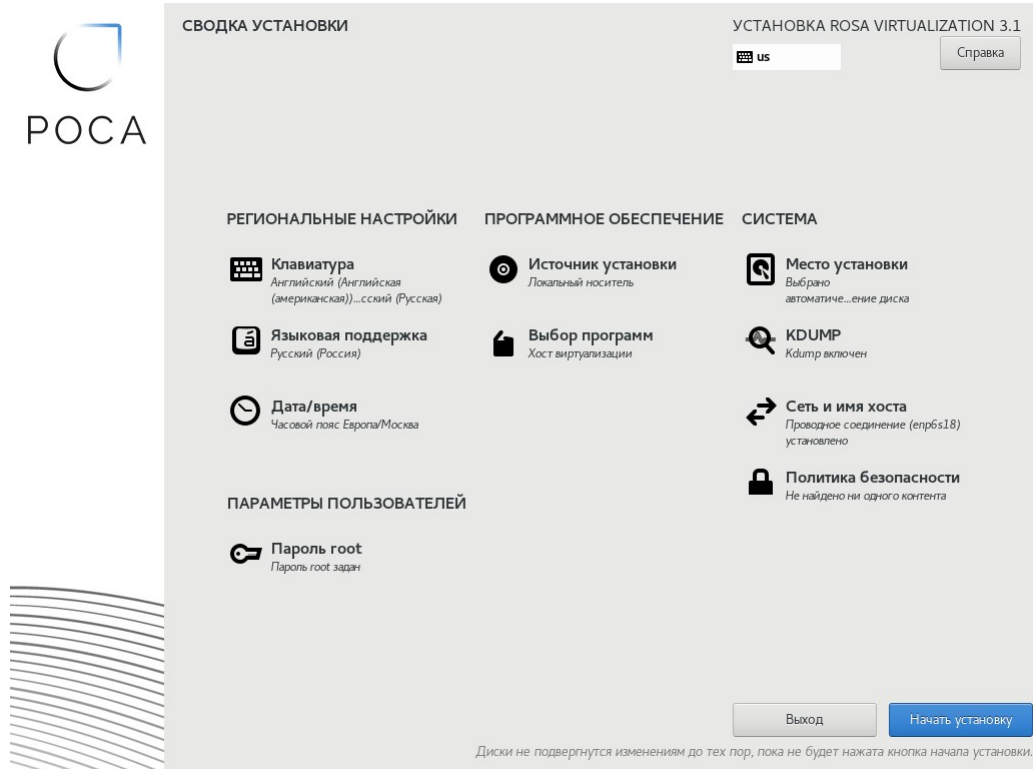 РОСА
СВОДКА УСТАНОВКИ
УСТАНОВКА ROSA VIRTUALIZATION 3.1
us
Справка
РЕГИОНАЛЬНЫЕ НАСТРОЙКИ
Клавиатура
Английский (Английская
(американская))...сский (Русская)
Языковая поддержка
Русский (Россия)
Дата/время
Часовой пояс Европа/Москва
ПРОГРАММНОЕ ОБЕСПЕЧЕНИЕ
Источник установки
Локальный носитель
Выбор программ
Хост виртуализации
СИСТЕМА
Место установки
Выбрано
автоматиче...ение диска
KDUMP
Kdump включен
Сеть и имя хоста
Проводное соединение (enp6s18)
установлено
Политика безопасности
Не найдено ни одного контента
ПАРАМЕТРЫ ПОЛЬЗОВАТЕЛЕЙ
Пароль root
Пароль root задан
Выход
Начать установку
Диски не подвергнутся изменениям до тех пор, пока не будет нажата кнопка начала установки.